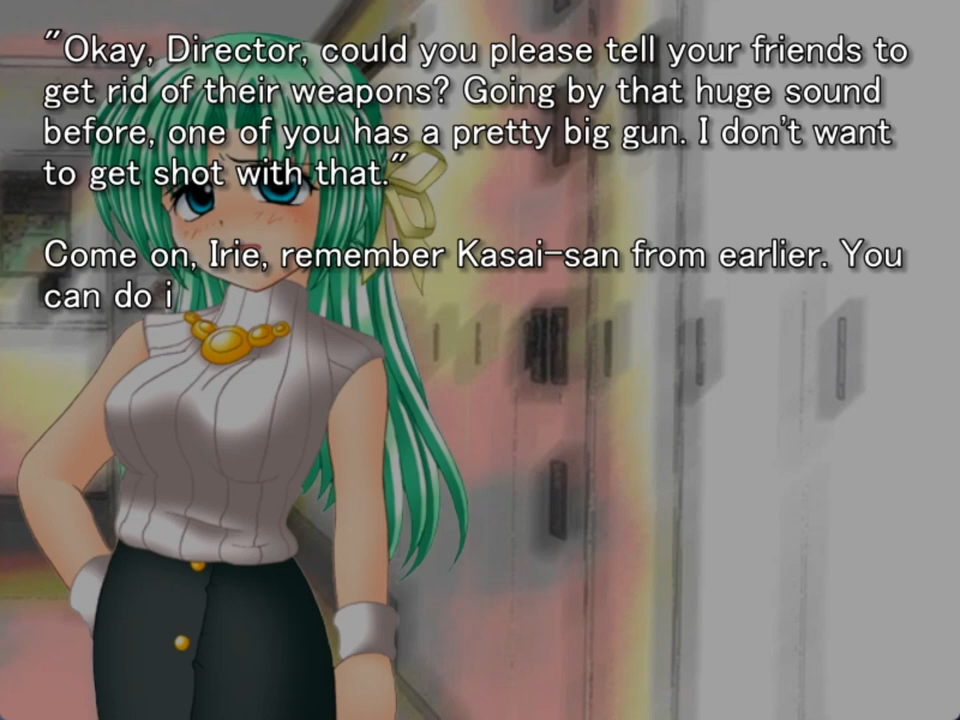 "Okay, Director, could you please tell your friends to
get rid of their weapons? Going by that huge sound
before, one of you has a pretty big gun. I don't want
to get shot with that."
Come on, Irie, remember Kasai-san from earlier. You
can do i